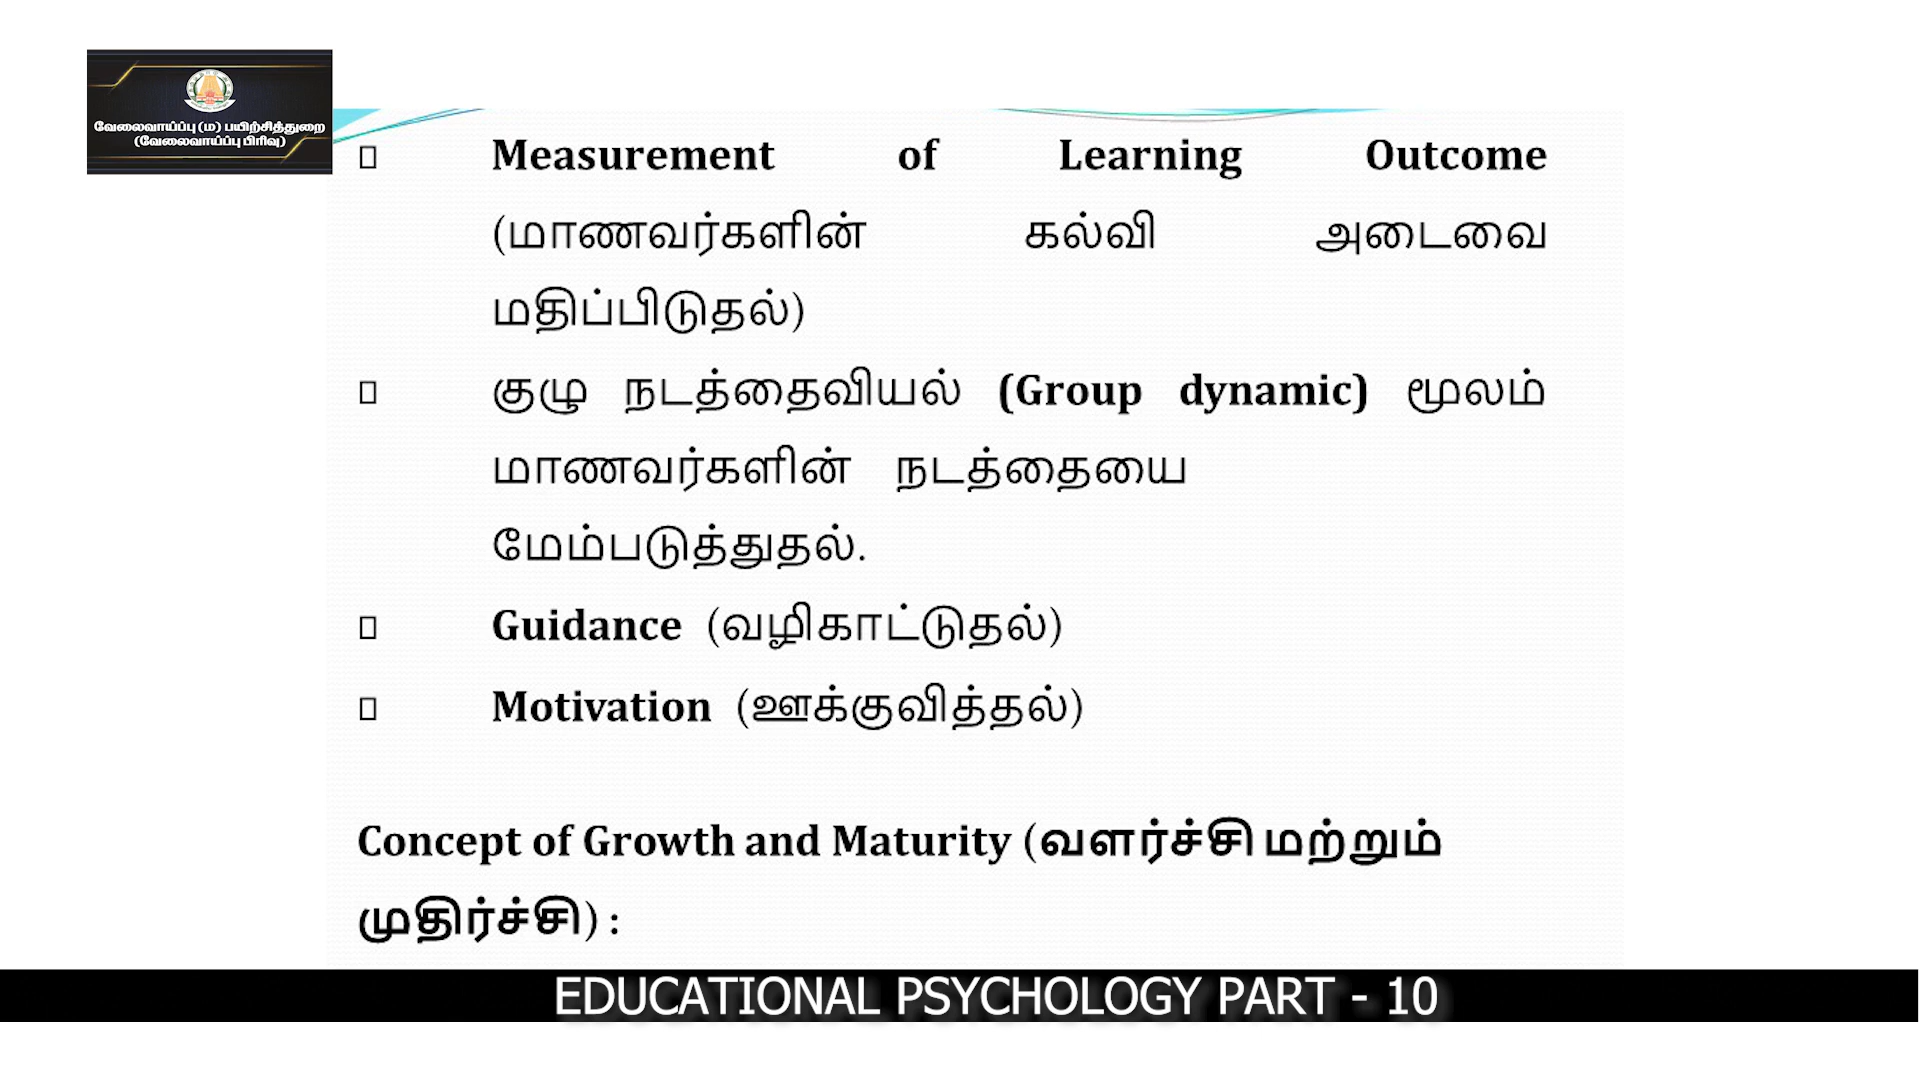 வேலைவாய்ப்பு (ம) பயிற்சித்துறை
(வேலைவாய்ப்பு பிரிவு)
Measurement of Learning Outcome
(மாணவர்களின் கல்வி அடைவை
மதிப்பிடுதல்)
குழு நடத்தைவியல் (Group dynamic) மூலம்
மாணவர்களின் நடத்தையை
மேம்படுத்துதல்.
Guidance (வழிகாட்டுதல்)
Motivation (ஊக்குவித்தல்)
Concept of Growth and Maturity (வளர்ச்சி மற்றும்
முதிர்ச்சி) :
EDUCATIONAL PSYCHOLOGY PART - 10